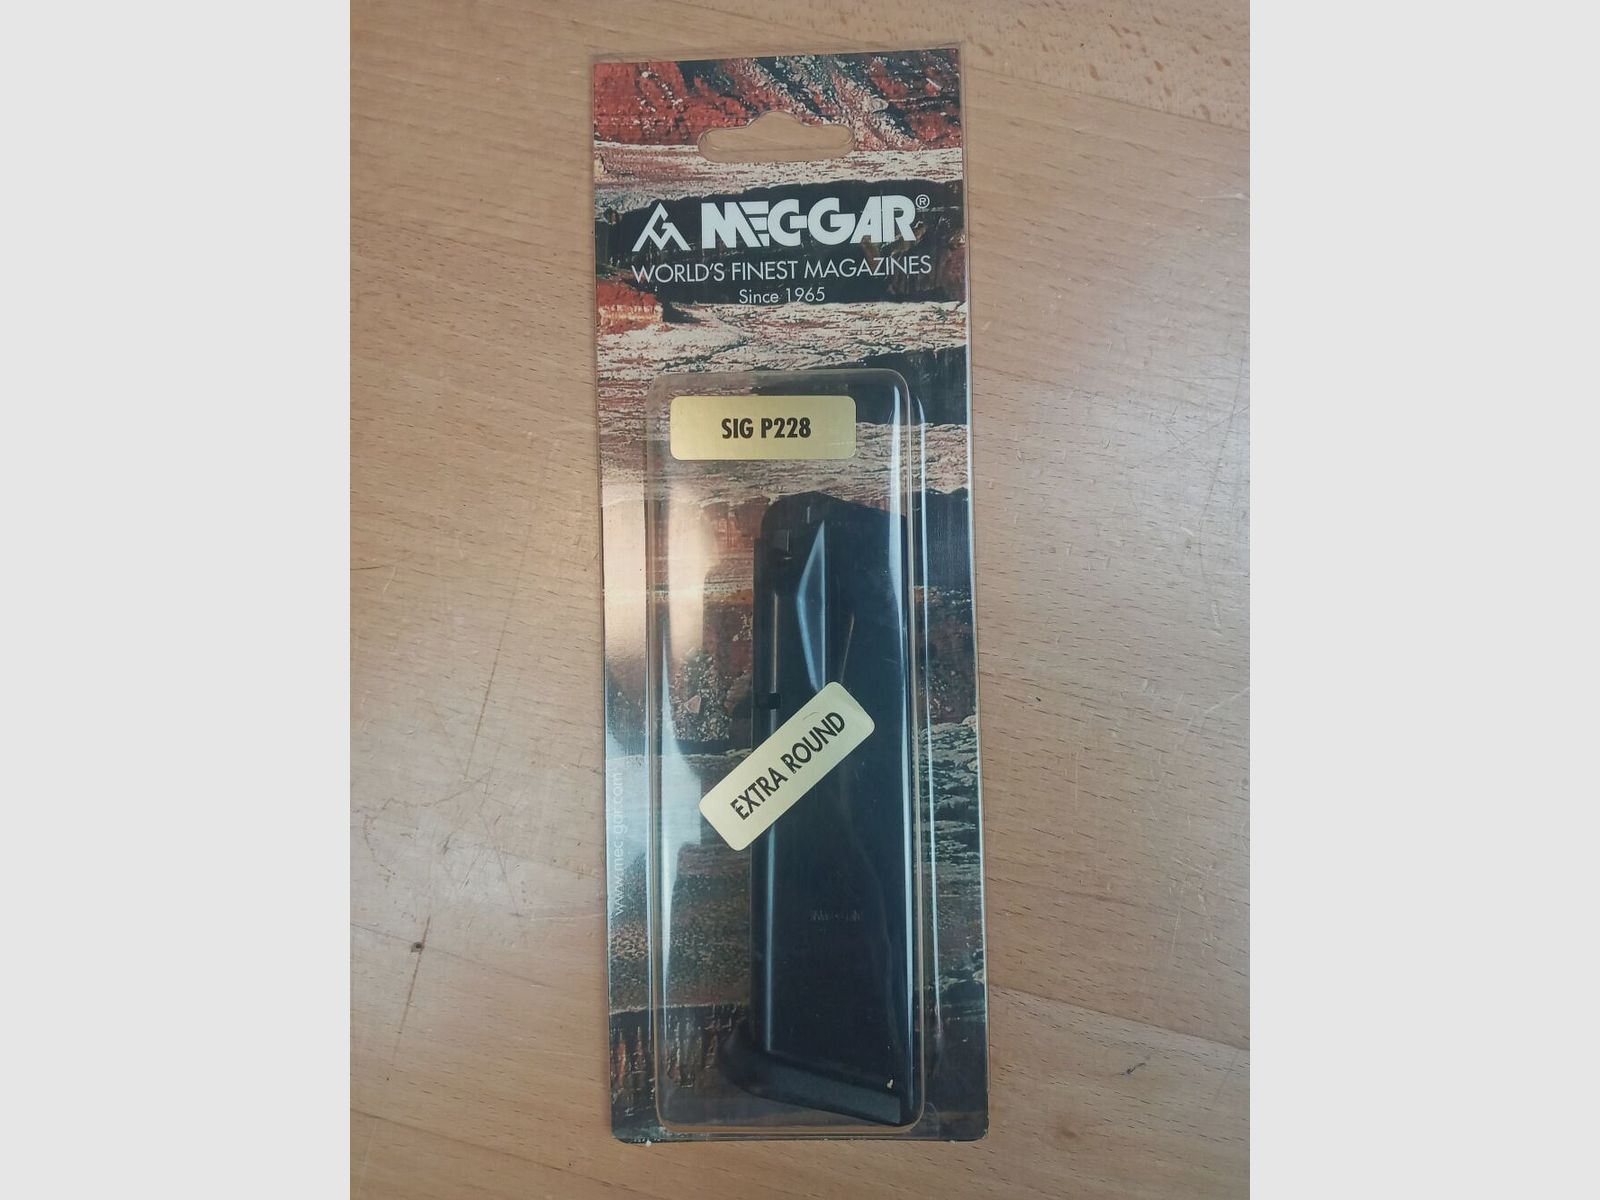 MEC-GAR®
WORLD'S FINEST MAGAZINES
Since 1965
SIG P228
EXTRA ROUND
www.mec-gar.com